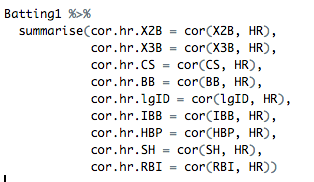 Batting1 %>%
summarise(cor.hr.X2B = cor(X2B, HR),
cor.hr.X3B = cor(X3B, HR),
cor.hr.CS = cor(CS, HR),
cor.hr.BB = cor(BB, HR),
cor.hr.lgID = cor(lgID, HR),
cor.hr.IBB = cor(IBB, HR),
cor.hr.HBP = cor(HBP, HR),
cor.hr.SH = cor(SH, HR),
cor.hr.RBI = cor(RBI, HR))